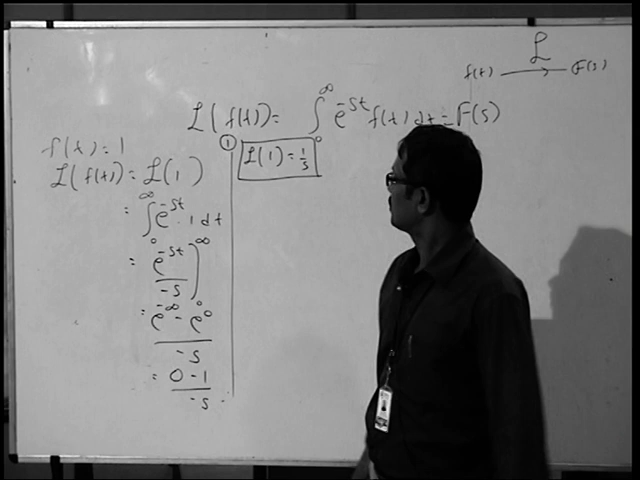 ℒ
f(t) ⟶ F(s)
ℒ(f(t)) = ∫₀^∞ e^{-st} f(t) dt = F(s)
f(t) = 1
ℒ(f(t)) = ℒ(1)
= ∫₀^∞ e^{-st} · 1 dt
= e^{-st} / -s ]₀^∞
= e^{-∞} - e^0 / -s
= 0 - 1 / -s
① ℒ(1) = 1/s